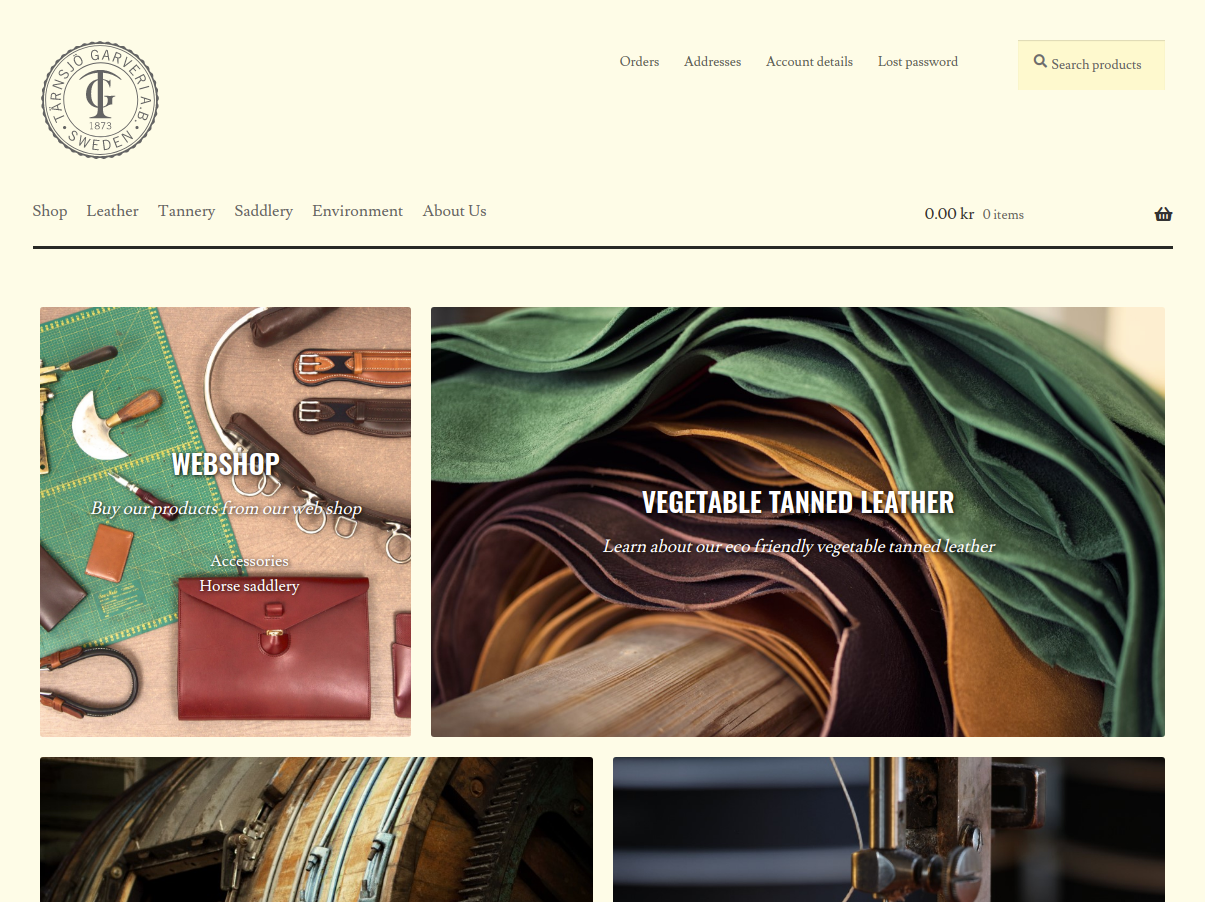 TÄRNSJÖ GARVERI A.B.
TG
1873
• SWEDEN •
Orders Addresses Account details Lost password
Search products
Shop Leather Tannery Saddlery Environment About Us
0.00 kr 0 items
WEBSHOP
Buy our products from our web shop
Accessories
Horse saddlery
VEGETABLE TANNED LEATHER
Learn about our eco friendly vegetable tanned leather